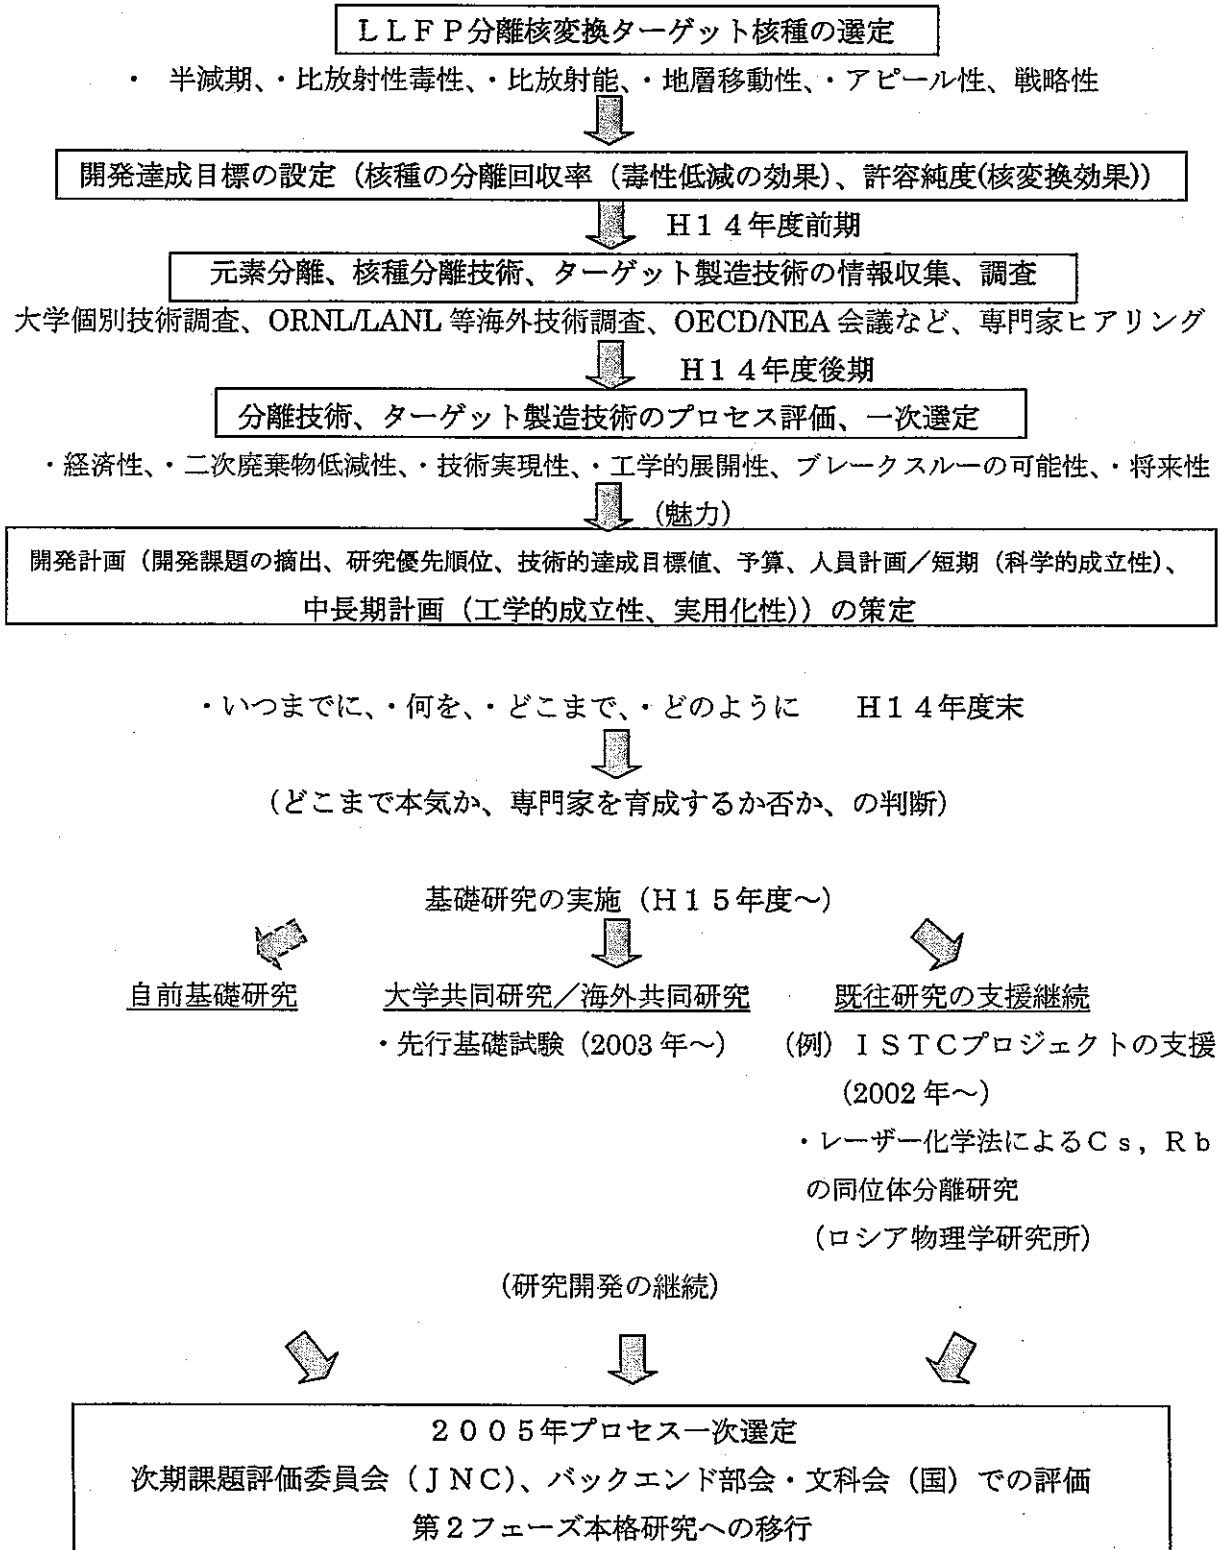 ＬＬＦＰ分離核変換ターゲット核種の選定
・ 半減期、・比放射性毒性、・比放射能、・地層移動性、・アピール性、戦略性
開発達成目標の設定（核種の分離回収率（毒性低減の効果）、許容純度(核変換効果)）
Ｈ１４年度前期
元素分離、核種分離技術、ターゲット製造技術の情報収集、調査
大学個別技術調査、ORNL/LANL 等海外技術調査、OECD/NEA 会議など、専門家ヒアリング
Ｈ１４年度後期
分離技術、ターゲット製造技術のプロセス評価、一次選定
・経済性、・二次廃棄物低減性、・技術実現性、・工学的展開性、ブレークスルーの可能性、・将来性
（魅力）
開発計画（開発課題の摘出、研究優先順位、技術的達成目標値、予算、人員計画／短期（科学的成立性）、
中長期計画（工学的成立性、実用化性））の策定
・いつまでに、・何を、・どこまで、・どのように Ｈ１４年度末
（どこまで本気か、専門家を育成するか否か、の判断）
基礎研究の実施（Ｈ１５年度～）
自前基礎研究 大学共同研究／海外共同研究 既往研究の支援継続
・先行基礎試験（2003 年～） （例）ＩＳＴＣプロジェクトの支援
（2002 年～）
・レーザー化学法によるＣｓ，Ｒｂ
の同位体分離研究
（ロシア物理学研究所）
（研究開発の継続）
２００５年プロセス一次選定
次期課題評価委員会（ＪＮＣ）、バックエンド部会・文科会（国）での評価
第２フェーズ本格研究への移行